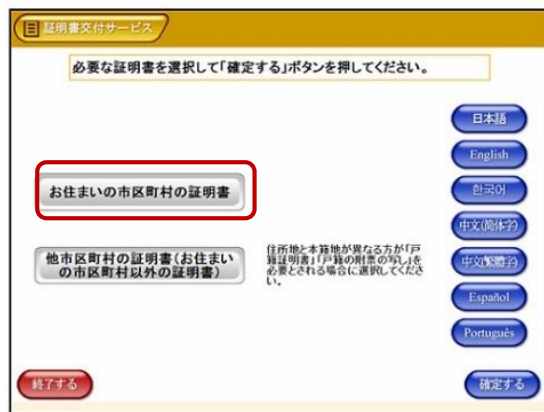 証明書交付サービス
必要な証明書を選択して「確定する」ボタンを押してください。
お住まいの市区町村の証明書
他市区町村の証明書(お住まい
の市区町村以外の証明書)
住所地と本籍地が異なる方が「戸
籍証明書」「戸籍の附票の写し」を
必要とされる場合に選択してくださ
い。
日本語
English
한국어
中文(简体字)
中文(繁體字)
Español
Português
終了する
確定する